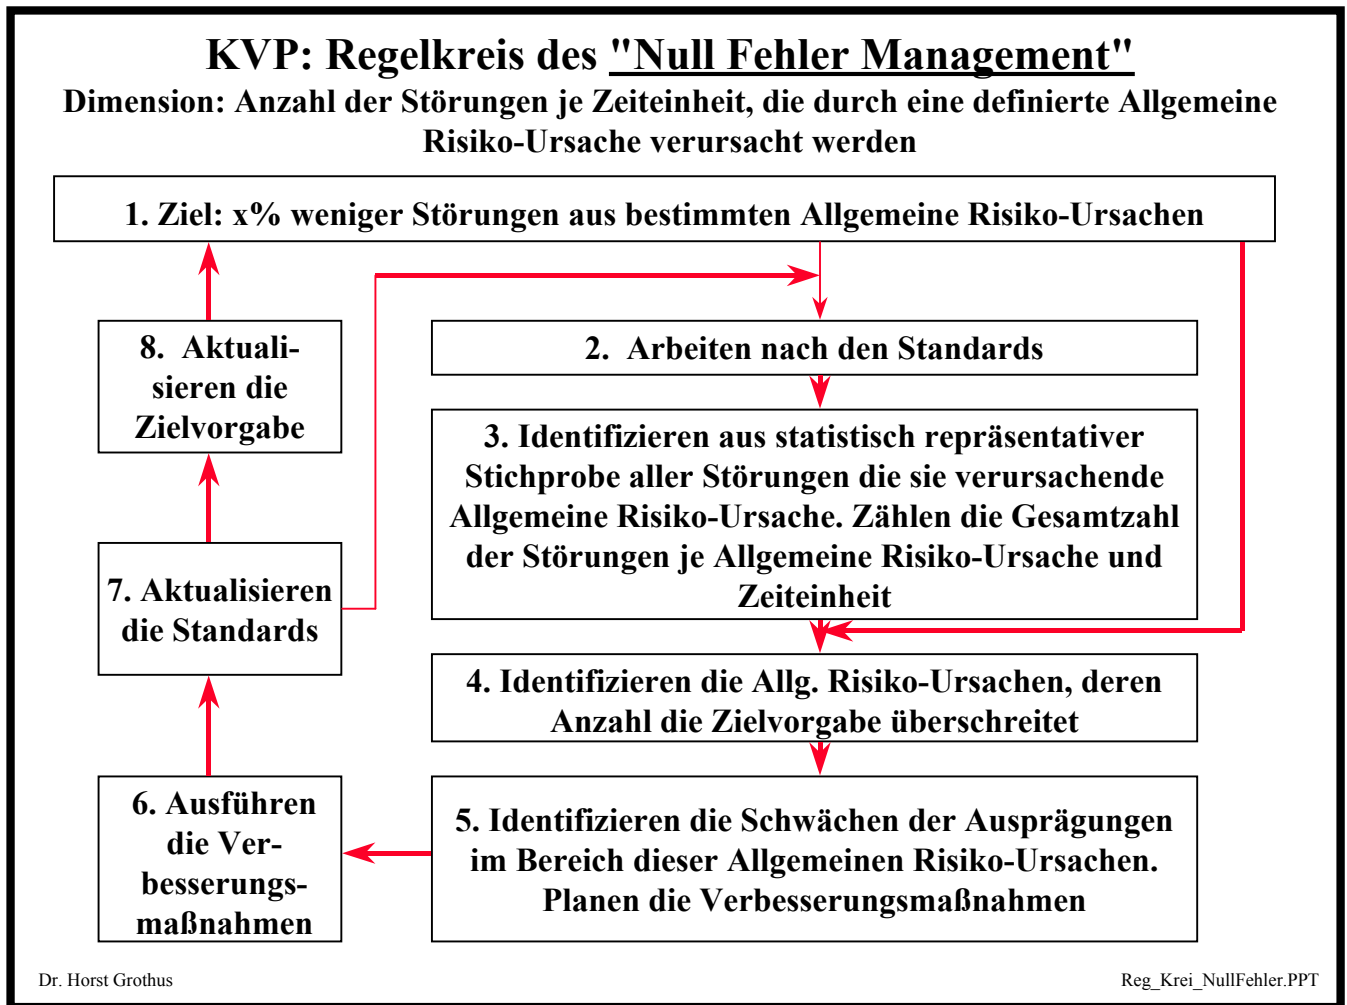 KVP: Regelkreis des "Null Fehler Management"
Dimension: Anzahl der Störungen je Zeiteinheit, die durch eine definierte Allgemeine
Risiko-Ursache verursacht werden
1. Ziel: x% weniger Störungen aus bestimmten Allgemeine Risiko-Ursachen
2. Arbeiten nach den Standards
3. Identifizieren aus statistisch repräsentativer
Stichprobe aller Störungen die sie verursachende
Allgemeine Risiko-Ursache. Zählen die Gesamtzahl
der Störungen je Allgemeine Risiko-Ursache und
Zeiteinheit
4. Identifizieren die Allg. Risiko-Ursachen, deren
Anzahl die Zielvorgabe überschreitet
5. Identifizieren die Schwächen der Ausprägungen
im Bereich dieser Allgemeinen Risiko-Ursachen.
Planen die Verbesserungsmaßnahmen
6. Ausführen
die Ver-
besserungs-
maßnahmen
7. Aktualisieren
die Standards
8. Aktuali-
sieren die
Zielvorgabe
Dr. Horst Grothus
Reg_Krei_NullFehler.PPT